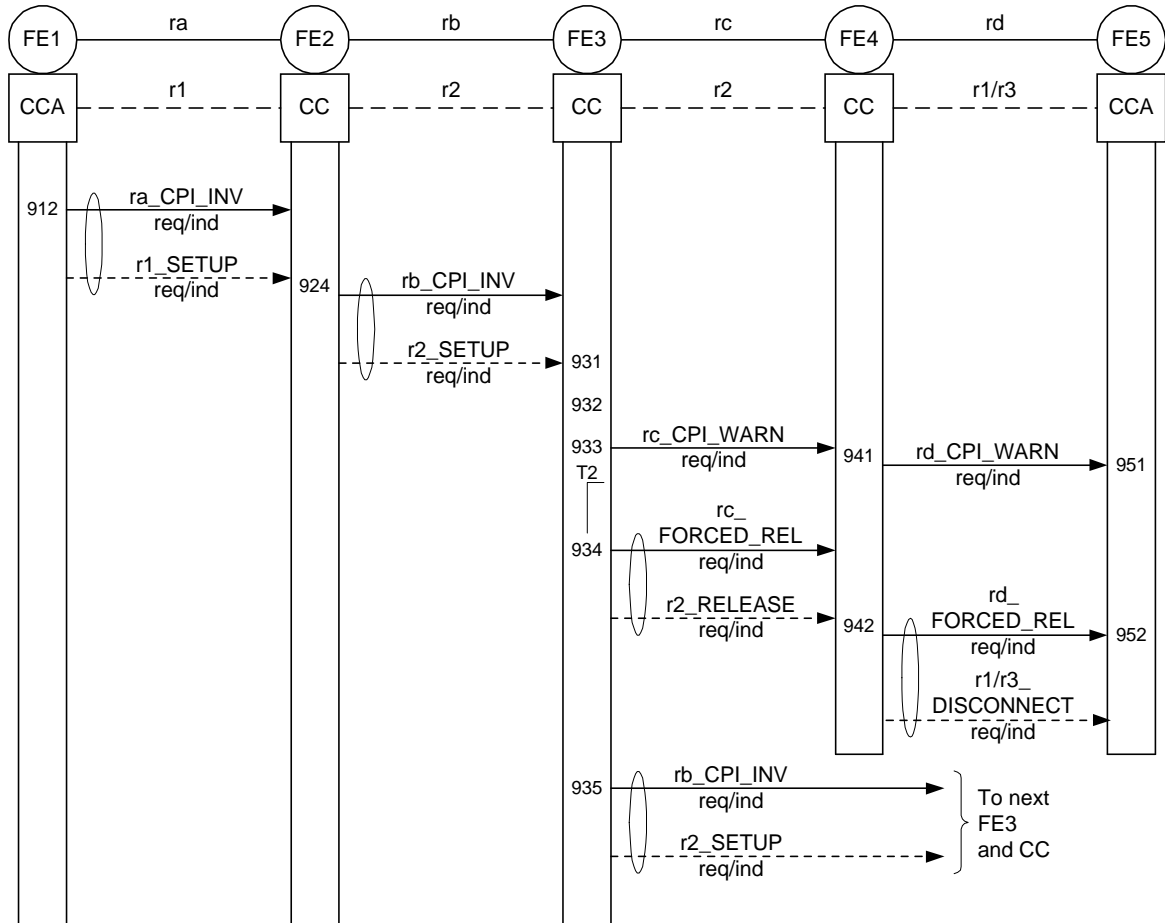 ra
rb
rc
rd
FE1
FE2
FE3
FE4
FE5
r1
r2
r2
r1/r3
CCA
CC
CC
CC
CCA
912
ra_CPI_INV
req/ind
r1_SETUP
req/ind
924
rb_CPI_INV
req/ind
r2_SETUP
req/ind
931
932
933
rc_CPI_WARN
req/ind
941
rd_CPI_WARN
req/ind
951
T2
934
rc_
FORCED_REL
req/ind
r2_RELEASE
req/ind
942
rd_
FORCED_REL
req/ind
952
r1/r3_
DISCONNECT
req/ind
935
rb_CPI_INV
req/ind
r2_SETUP
req/ind
To next
FE3
and CC